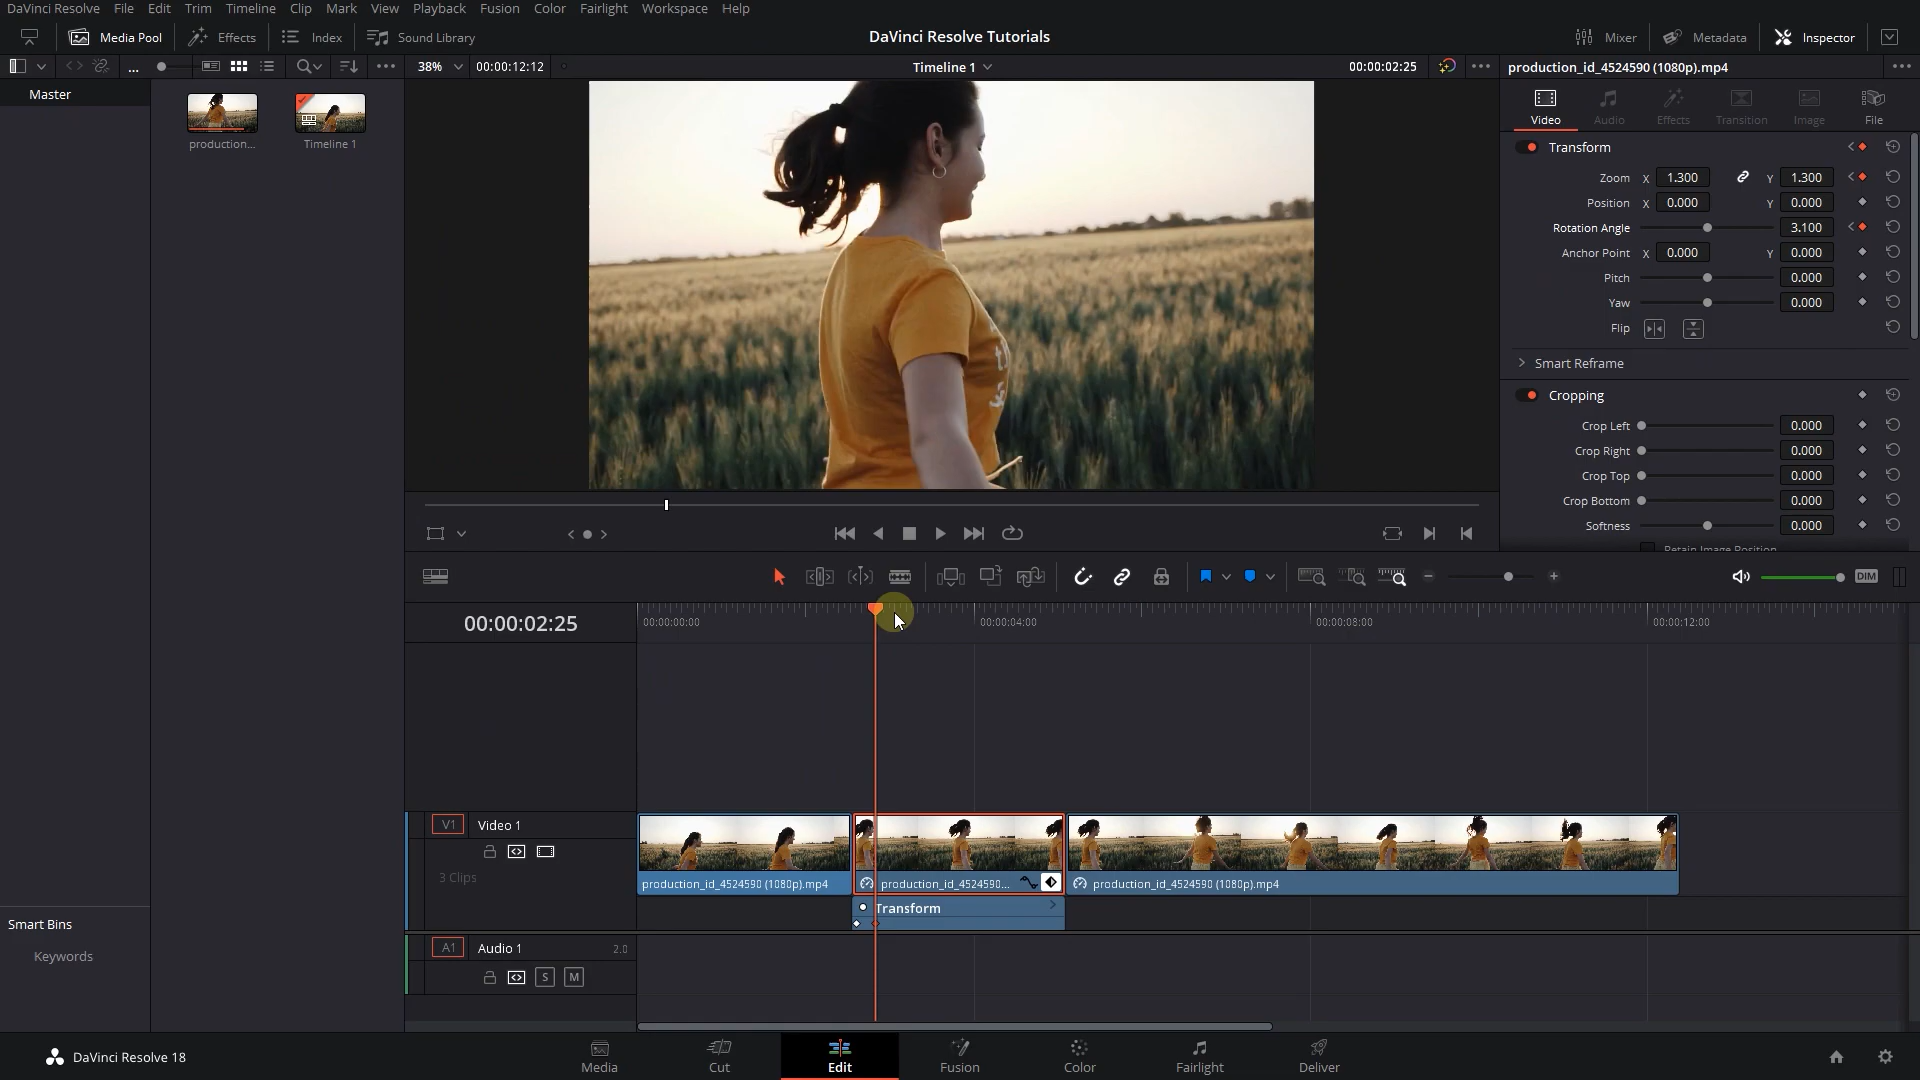 DaVinci Resolve File Edit Trim Timeline Clip Mark View Playback Fusion Color Fairlight Workspace Help
Media Pool Effects Index Sound Library DaVinci Resolve Tutorials Mixer Metadata Inspector
... 38% 00:00:12:12 Timeline 1 00:00:02:25 production_id_4524590 (1080p).mp4
Master
Video Audio Effects Transition Image File
production... Timeline 1
Transform
Zoom X 1.300 Y 1.300
Position X 0.000 Y 0.000
Rotation Angle 3.100
Anchor Point X 0.000 Y 0.000
Pitch 0.000
Yaw 0.000
Flip
Smart Reframe
Cropping
Crop Left 0.000
Crop Right 0.000
Crop Top 0.000
Crop Bottom 0.000
Softness 0.000
Retain Image Position
DIM
00:00:02:25 00:00:00:00 00:00:04:00 00:00:08:00 00:00:12:00
V1 Video 1
3 Clips
production_id_4524590 (1080p).mp4 production_id_4524590... production_id_4524590 (1080p).mp4
Transform
Smart Bins
Keywords
A1 Audio 1 2.0
S M
DaVinci Resolve 18
Media Cut Edit Fusion Color Fairlight Deliver